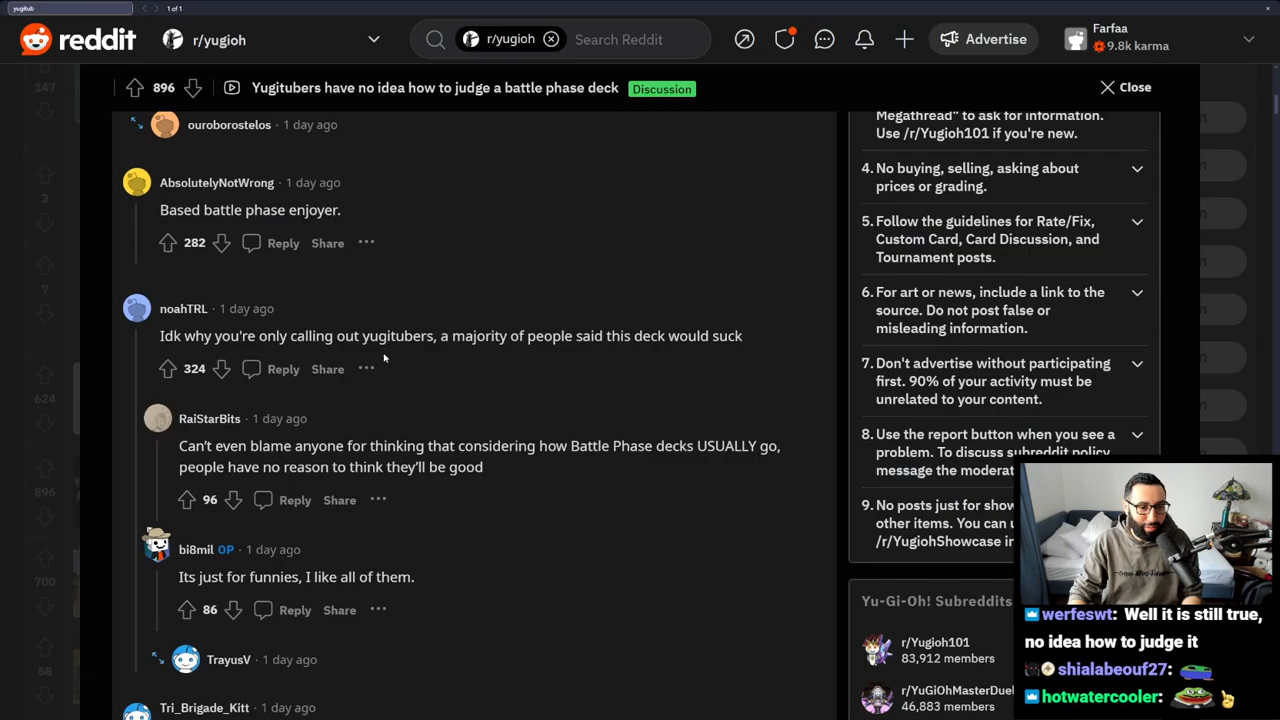 yugitub
1 of 1
reddit
r/yugioh
r/yugioh
Search Reddit
Advertise
Farfaa
9.8k karma
147
3
7
624
896
700
68
896
Yugitubers have no idea how to judge a battle phase deck
Discussion
Close
ouroborostelos · 1 day ago
AbsolutelyNotWrong · 1 day ago
Based battle phase enjoyer.
282
Reply
Share
noahTRL · 1 day ago
Idk why you're only calling out yugitubers, a majority of people said this deck would suck
324
Reply
Share
RaiStarBits · 1 day ago
Can't even blame anyone for thinking that considering how Battle Phase decks USUALLY go,
people have no reason to think they'll be good
96
Reply
Share
bi8mil OP · 1 day ago
Its just for funnies, I like all of them.
86
Reply
Share
TrayusV · 1 day ago
Tri_Brigade_Kitt · 1 day ago
Megathread" to ask for information.
Use /r/Yugioh101 if you're new.
4. No buying, selling, asking about
prices or grading.
5. Follow the guidelines for Rate/Fix,
Custom Card, Card Discussion, and
Tournament posts.
6. For art or news, include a link to the
source. Do not post false or
misleading information.
7. Don't advertise without participating
first. 90% of your activity must be
unrelated to your content.
8. Use the report button when you see a
problem. To discuss subreddit policy,
message the moderat
9. No posts just for show
other items. You can u
/r/YugiohShowcase in
Yu-Gi-Oh! Subreddits
r/Yugioh101
83,912 members
r/YuGiOhMasterDuel
46,883 members
werfeswt: Well it is still true,
no idea how to judge it
shialabeouf27:
hotwatercooler: